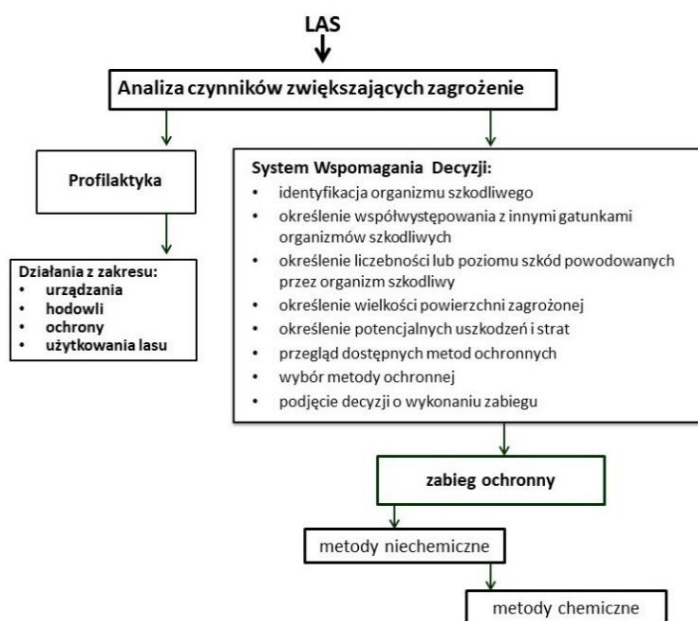 LAS
Analiza czynników zwiększających zagrożenie
Profilaktyka
Działania z zakresu:
• urządzania
• hodowli
• ochrony
• użytkowania lasu
System Wspomagania Decyzji:
• identyfikacja organizmu szkodliwego
• określenie współwystępowania z innymi gatunkami
organizmów szkodliwych
• określenie liczebności lub poziomu szkód powodowanych
przez organizm szkodliwy
• określenie wielkości powierzchni zagrożonej
• określenie potencjalnych uszkodzeń i strat
• przegląd dostępnych metod ochronnych
• wybór metody ochronnej
• podjęcie decyzji o wykonaniu zabiegu
zabieg ochronny
metody niechemiczne
metody chemiczne